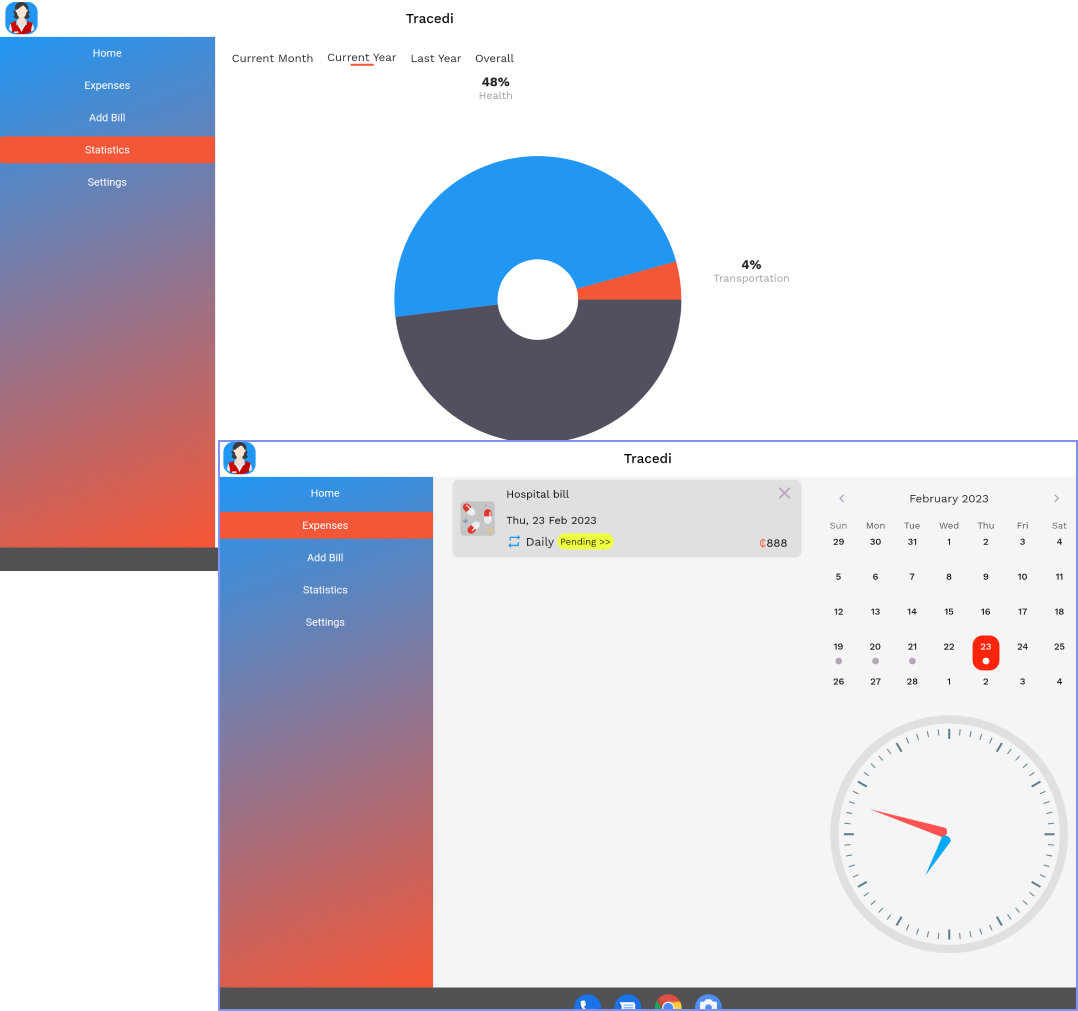 Tracedi
Home
Expenses
Add Bill
Statistics
Settings
Current Month Current Year Last Year Overall
48%
Health
4%
Transportation
Tracedi
Home
Expenses
Add Bill
Statistics
Settings
Hospital bill
Thu, 23 Feb 2023
Daily Pending >>
₵888
February 2023
Sun Mon Tue Wed Thu Fri Sat
29 30 31 1 2 3 4
5 6 7 8 9 10 11
12 13 14 15 16 17 18
19 20 21 22 23 24 25
26 27 28 1 2 3 4